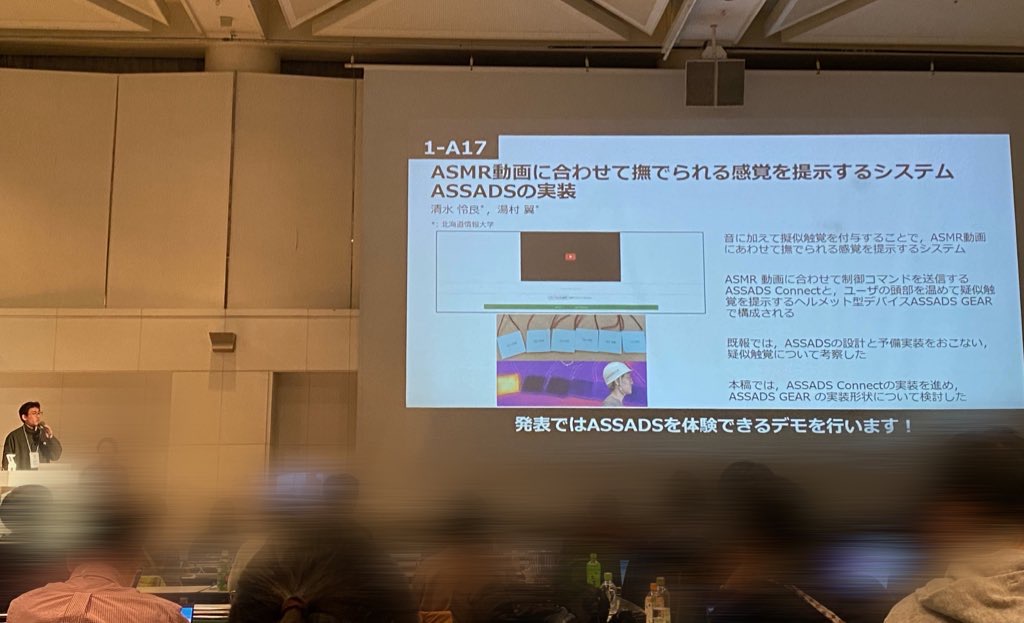 1-A17
ASMR動画に合わせて撫でられる感覚を提示するシステム
ASSADSの実装
清水 怜良*, 湯村 翼*
*: 北海道情報大学
音に加えて擬似触覚を付与することで，ASMR動画
にあわせて撫でられる感覚を提示するシステム
ASMR 動画に合わせて制御コマンドを送信する
ASSADS Connectと，ユーザの頭部を温めて疑似触
覚を提示するヘルメット型デバイスASSADS GEAR
で構成される
既報では，ASSADSの設計と予備実装をおこない，
疑似触覚について考察した
本稿では，ASSADS Connectの実装を進め，
ASSADS GEAR の実装形状について検討した
発表ではASSADSを体験できるデモを行います！